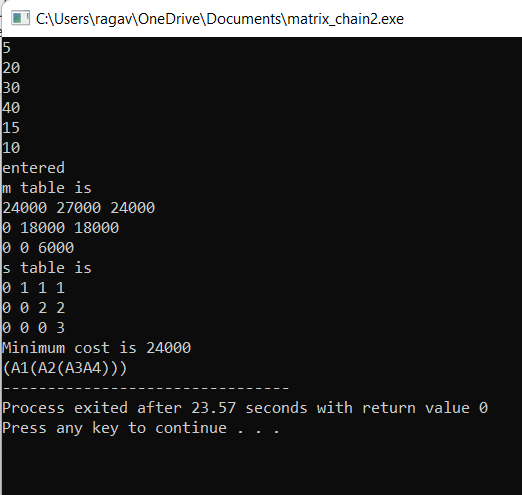 C:\Users\ragav\OneDrive\Documents\matrix_chain2.exe
5
20
30
40
15
10
entered
m table is
24000 27000 24000
0 18000 18000
0 0 6000
s table is
0 1 1 1
0 0 2 2
0 0 0 3
Minimum cost is 24000
(A1(A2(A3A4)))
--------------------------------
Process exited after 23.57 seconds with return value 0
Press any key to continue . . .